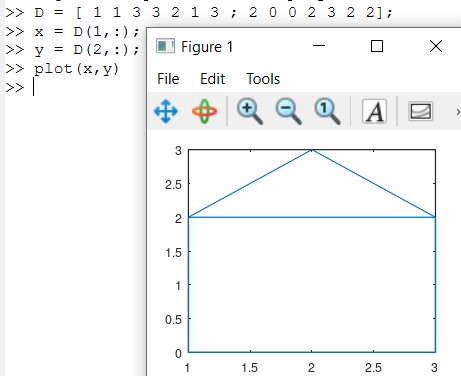 >> D = [ 1 1 3 3 2 1 3 ; 2 0 0 2 3 2 2];
>> x = D(1,:);
>> y = D(2,:);
>> plot(x,y)
>>
Figure 1
File Edit Tools
1
A
3
2.5
2
1.5
1
0.5
0
1 1.5 2 2.5 3